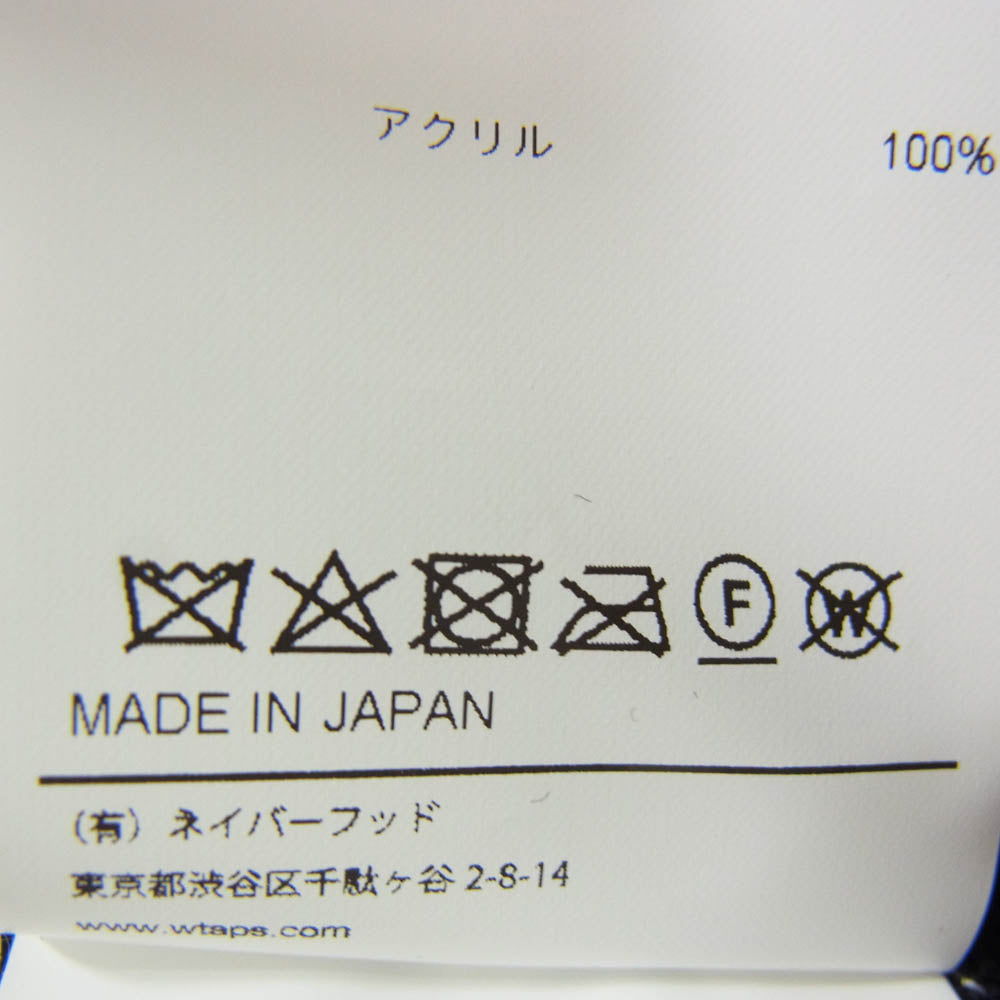 アクリル 100%
F W
MADE IN JAPAN
(有) ネイバーフッド
東京都渋谷区千駄ヶ谷 2-8-14
www.wtaps.com